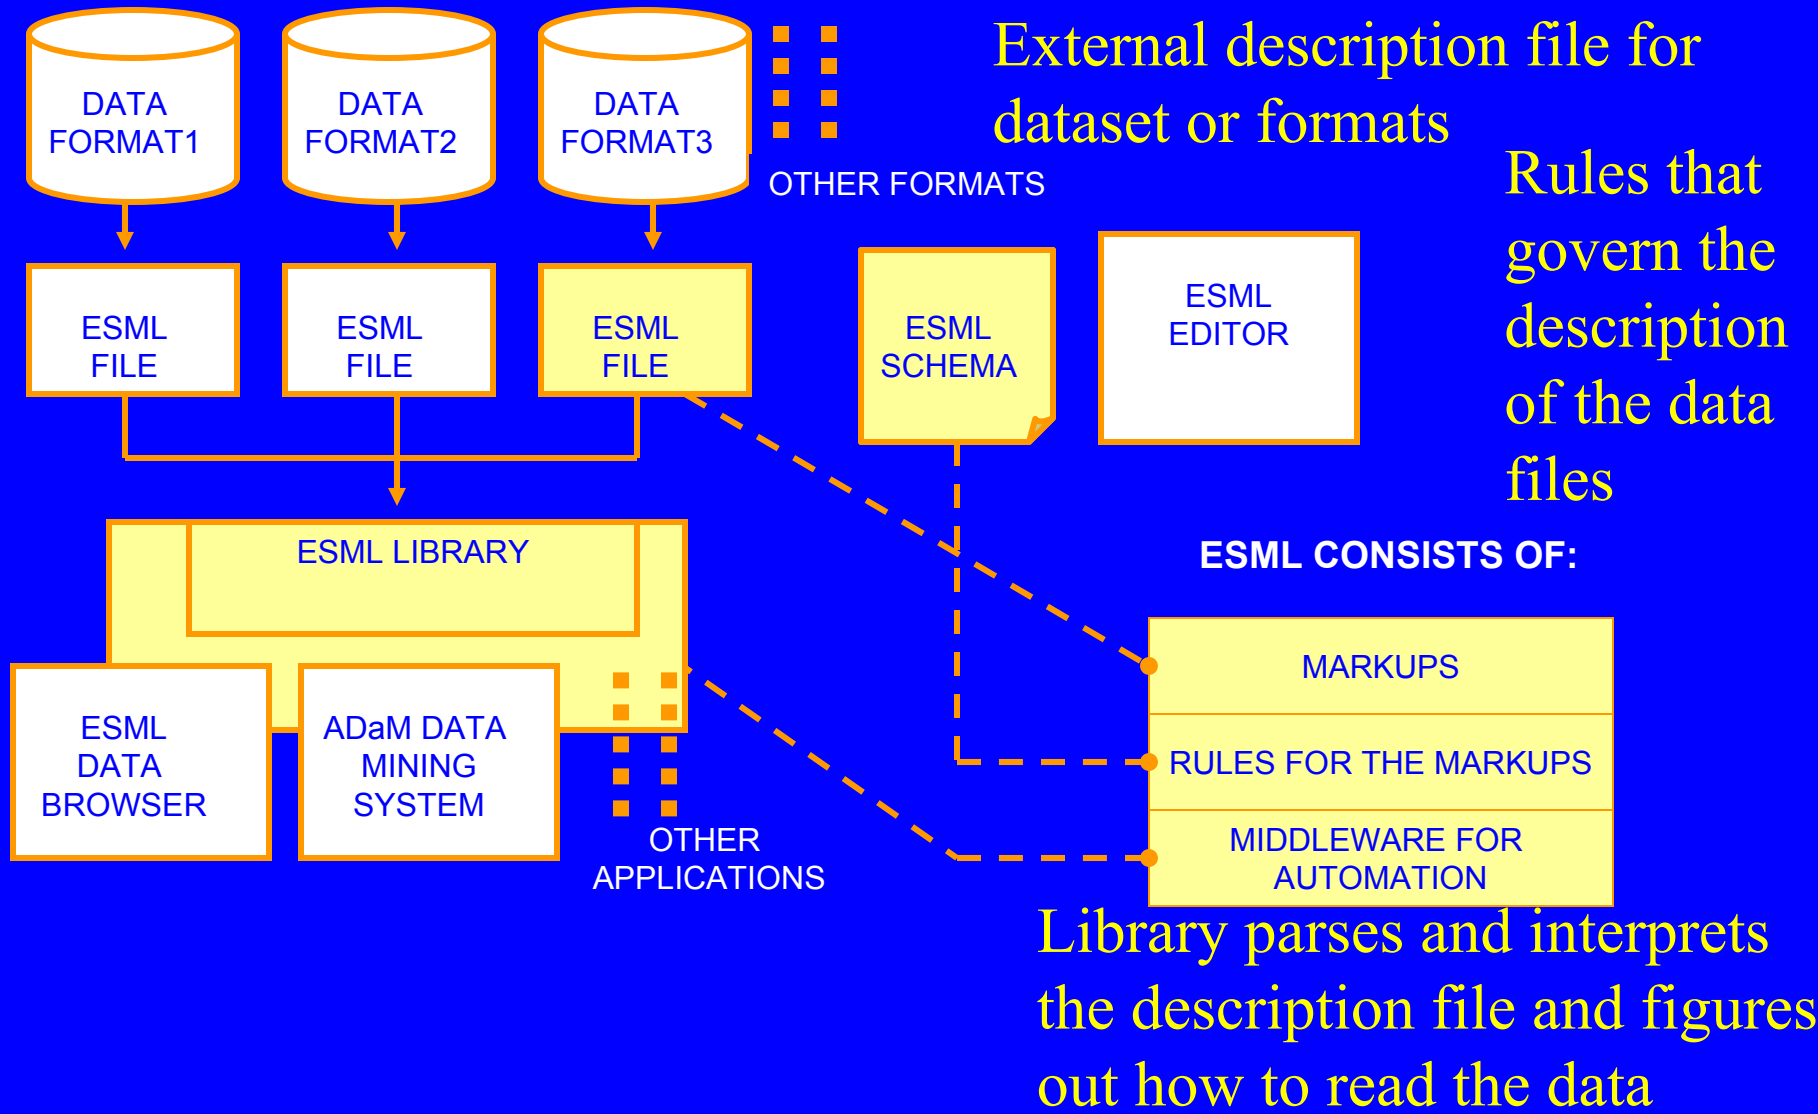 External description file for
dataset or formats
DATA
FORMAT1
DATA
FORMAT2
DATA
FORMAT3
OTHER FORMATS
Rules that
govern the
description
of the data
files
ESML
FILE
ESML
FILE
ESML
FILE
ESML
SCHEMA
ESML
EDITOR
ESML LIBRARY
ESML CONSISTS OF:
MARKUPS
RULES FOR THE MARKUPS
MIDDLEWARE FOR
AUTOMATION
ESML
DATA
BROWSER
ADaM DATA
MINING
SYSTEM
OTHER
APPLICATIONS
Library parses and interprets
the description file and figures
out how to read the data